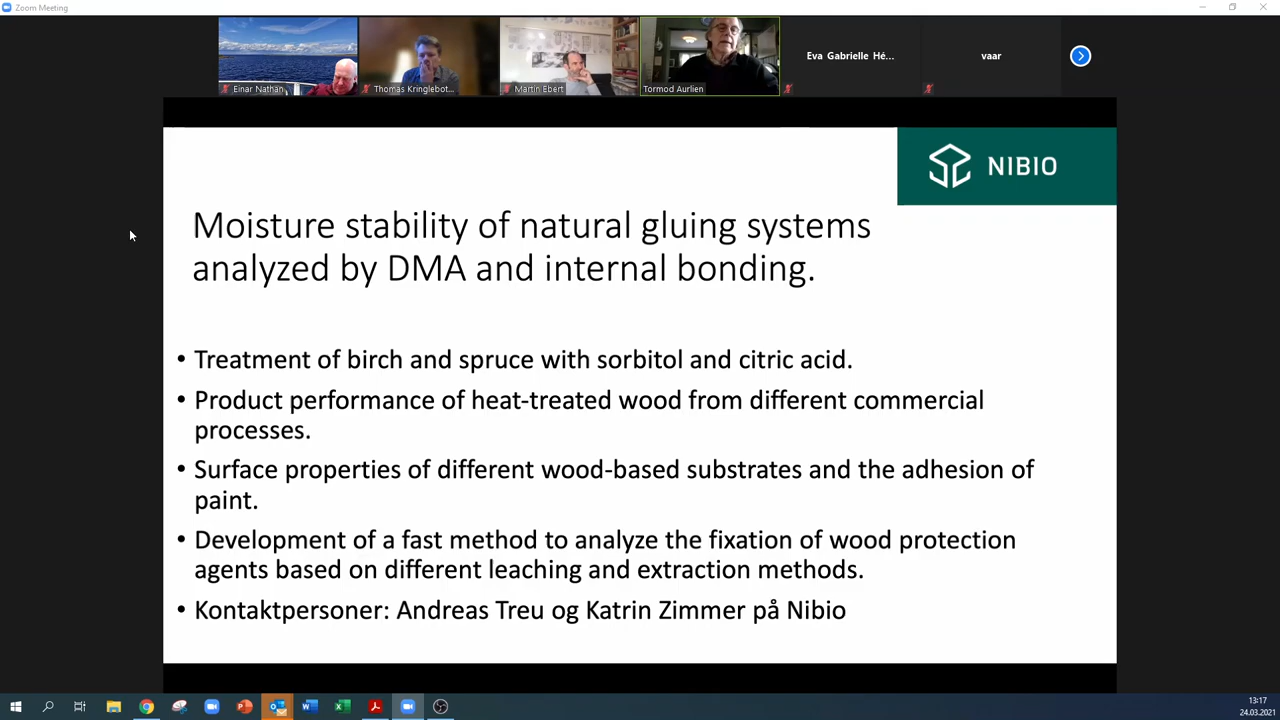 Zoom Meeting
Einar Nathan
Thomas Kringlebot...
Martin Ebert
Tormod Aurlien
Eva Gabrielle Hé...
vaar
NIBIO
Moisture stability of natural gluing systems
analyzed by DMA and internal bonding.
• Treatment of birch and spruce with sorbitol and citric acid.
• Product performance of heat-treated wood from different commercial
processes.
• Surface properties of different wood-based substrates and the adhesion of
paint.
• Development of a fast method to analyze the fixation of wood protection
agents based on different leaching and extraction methods.
• Kontaktpersoner: Andreas Treu og Katrin Zimmer på Nibio
13:17
24.03.2021